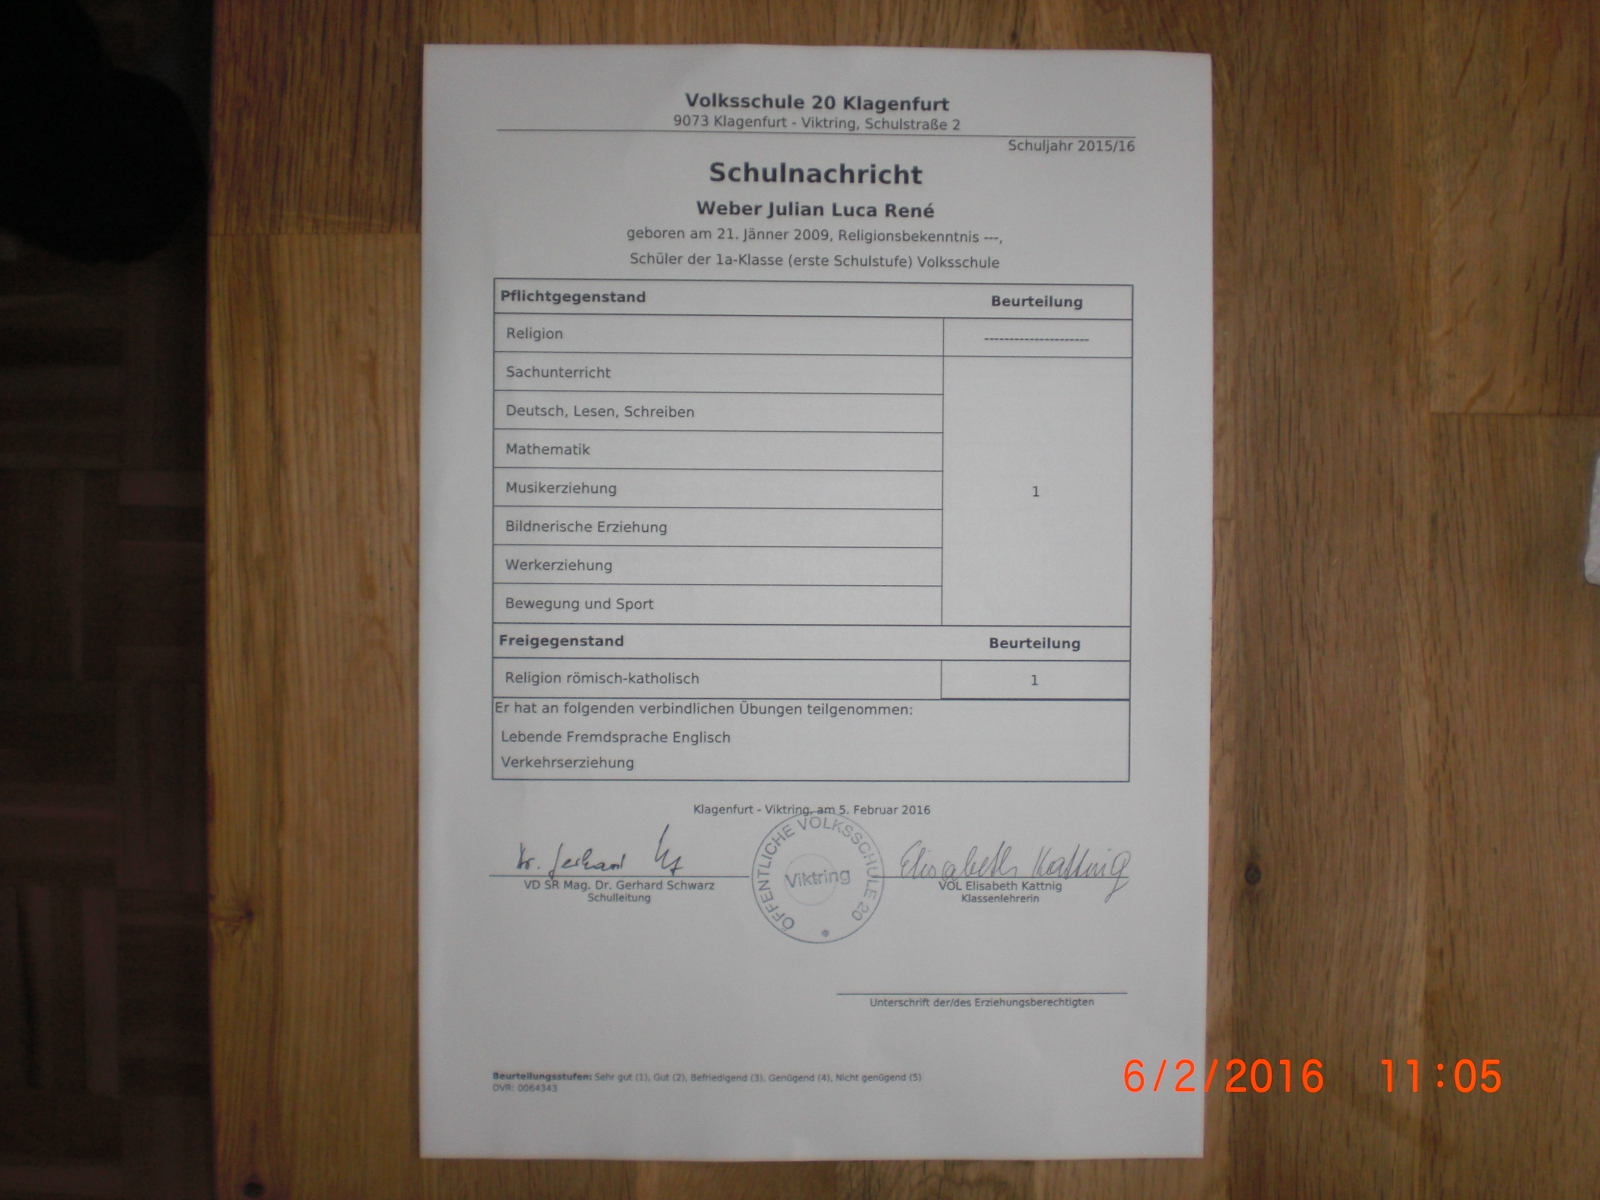 Volksschule 20 Klagenfurt
9073 Klagenfurt - Viktring, Schulstraße 2
Schuljahr 2015/16
Schulnachricht
Weber Julian Luca René
geboren am 21. Jänner 2009, Religionsbekenntnis ---,
Schüler der 1a-Klasse (erste Schulstufe) Volksschule
Pflichtgegenstand Beurteilung
Religion ---------------------
Sachunterricht
Deutsch, Lesen, Schreiben
Mathematik
Musikerziehung
1
Bildnerische Erziehung
Werkerziehung
Bewegung und Sport
Freigegenstand Beurteilung
Religion römisch-katholisch 1
Er hat an folgenden verbindlichen Übungen teilgenommen:
Lebende Fremdsprache Englisch
Verkehrserziehung
Klagenfurt - Viktring, am 5. Februar 2016
Dr. Gerhard
ÖFFENTLICHE VOLKSSCHULE 20
Viktring
Elisabeth Kattnig
VD SR Mag. Dr. Gerhard Schwarz
Schulleitung
VOL Elisabeth Kattnig
Klassenlehrerin
Unterschrift der/des Erziehungsberechtigten
Beurteilungsstufen: Sehr gut (1), Gut (2), Befriedigend (3), Genügend (4), Nicht genügend (5)
DVR: 0064343
6/2/2016 11:05